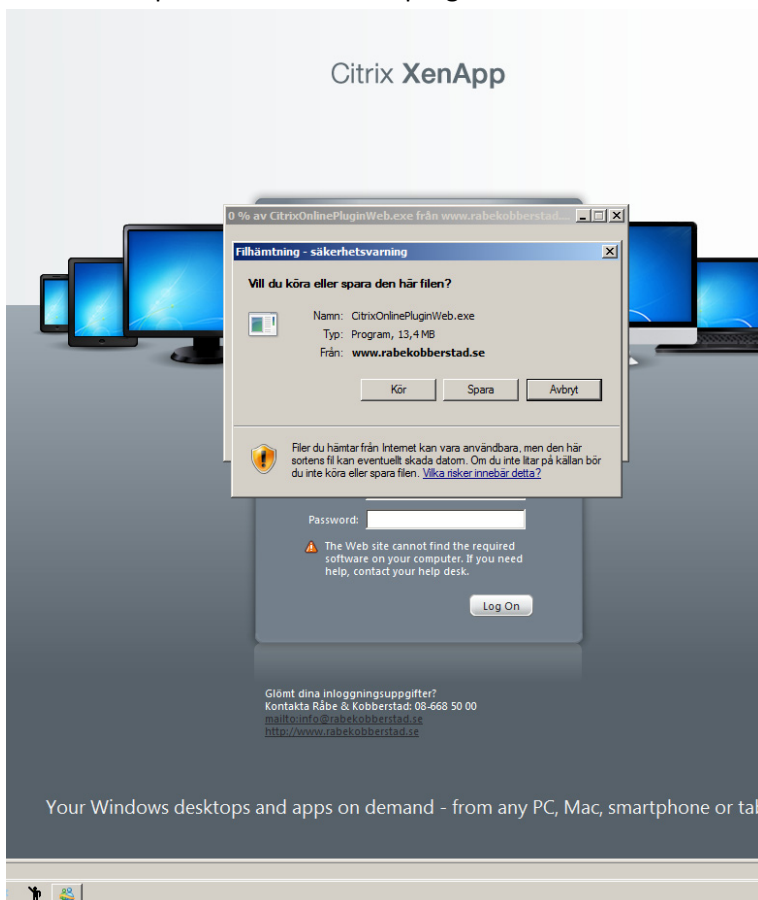 Citrix XenApp
0 % av CitrixOnlinePluginWeb.exe från www.rabekobberstad....
Filhämtning - säkerhetsvarning
Vill du köra eller spara den här filen?
Namn: CitrixOnlinePluginWeb.exe
Typ: Program, 13,4 MB
Från: www.rabekobberstad.se
Kör Spara Avbryt
Filer du hämtar från Internet kan vara användbara, men den här
sortens fil kan eventuellt skada datorn. Om du inte litar på källan bör
du inte köra eller spara filen. Vilka risker innebär detta?
Password:
The Web site cannot find the required
software on your computer. If you need
help, contact your help desk.
Log On
Glömt dina inloggningsuppgifter?
Kontakta Råbe & Kobberstad: 08-668 50 00
mailto:info@rabekobberstad.se
http://www.rabekobberstad.se
Your Windows desktops and apps on demand - from any PC, Mac, smartphone or tab